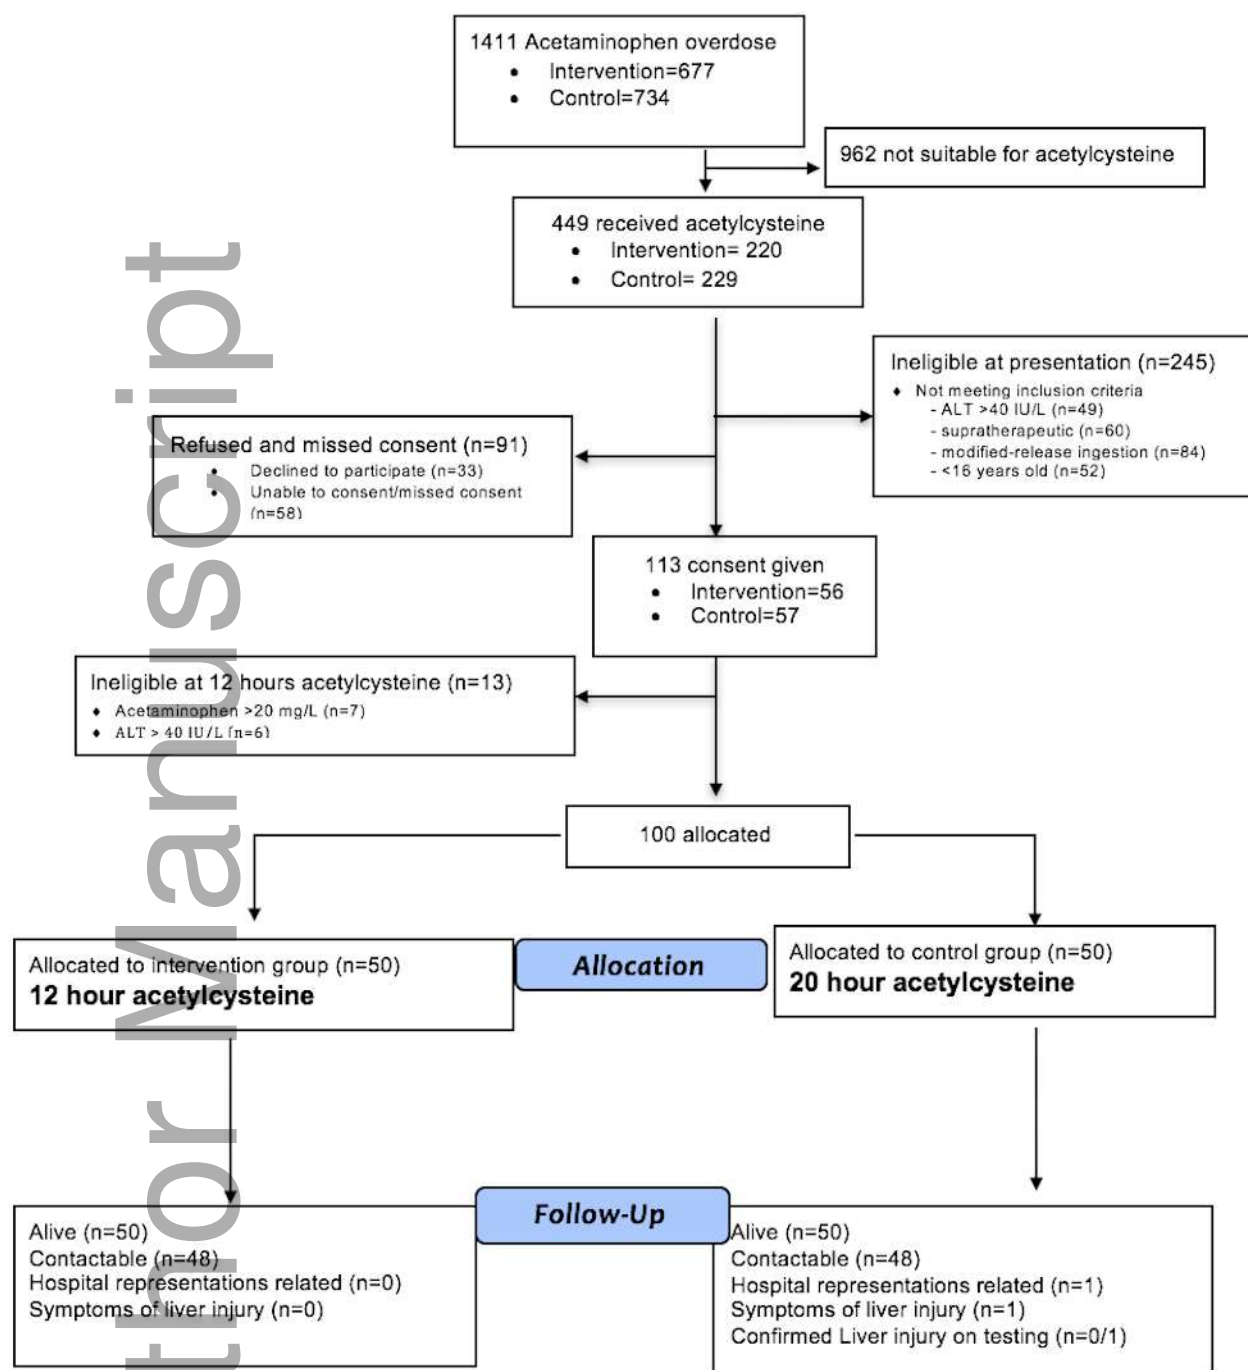 1411 Acetaminophen overdose
• Intervention=677
• Control=734
962 not suitable for acetylcysteine
449 received acetylcysteine
• Intervention= 220
• Control= 229
Ineligible at presentation (n=245)
♦ Not meeting inclusion criteria
- ALT >40 IU/L (n=49)
- supratherapeutic (n=60)
- modified-release ingestion (n=84)
- <16 years old (n=52)
Refused and missed consent (n=91)
• Declined to participate (n=33)
• Unable to consent/missed consent
(n=58)
113 consent given
• Intervention=56
• Control=57
Ineligible at 12 hours acetylcysteine (n=13)
♦ Acetaminophen >20 mg/L (n=7)
♦ ALT > 40 IU/L (n=6)
100 allocated
Allocated to intervention group (n=50)
12 hour acetylcysteine
Allocation
Allocated to control group (n=50)
20 hour acetylcysteine
Follow-Up
Alive (n=50)
Contactable (n=48)
Hospital representations related (n=0)
Symptoms of liver injury (n=0)
Alive (n=50)
Contactable (n=48)
Hospital representations related (n=1)
Symptoms of liver injury (n=1)
Confirmed Liver injury on testing (n=0/1)
thor Manuscript